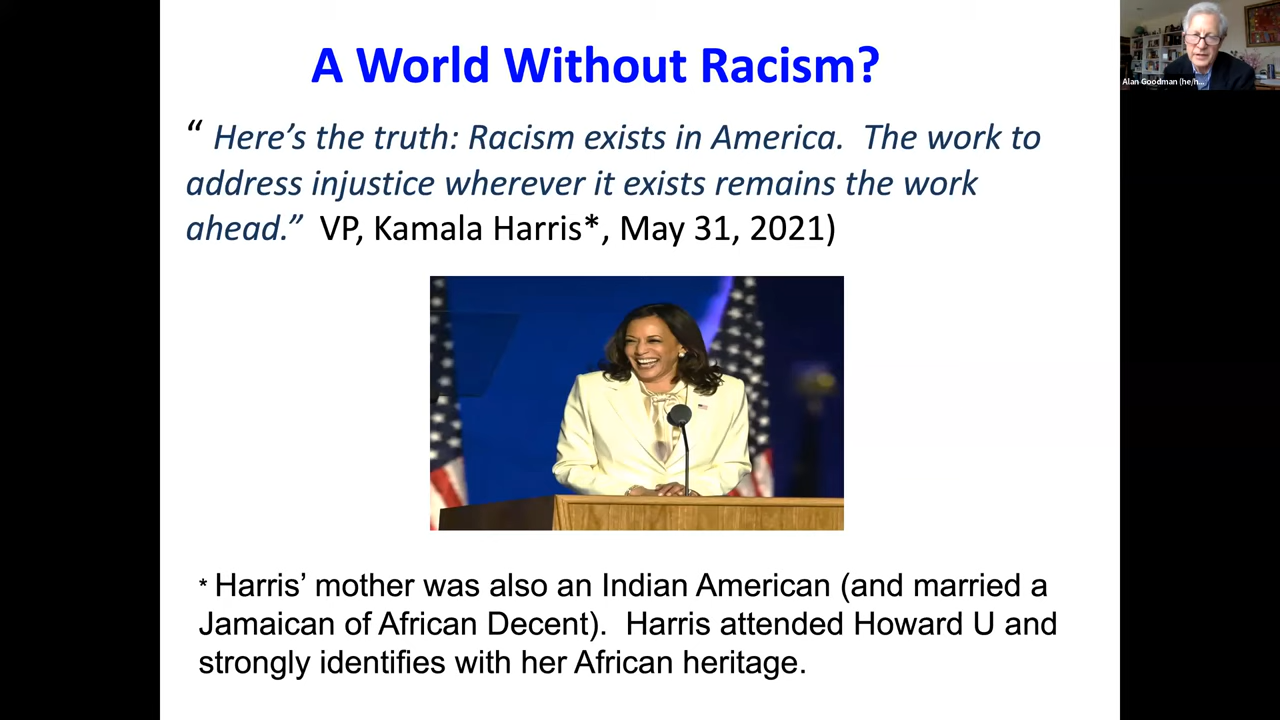 A World Without Racism?
“ Here’s the truth: Racism exists in America. The work to
address injustice wherever it exists remains the work
ahead.” VP, Kamala Harris*, May 31, 2021)
* Harris’ mother was also an Indian American (and married a
Jamaican of African Decent). Harris attended Howard U and
strongly identifies with her African heritage.
Alan Goodman (he/h...